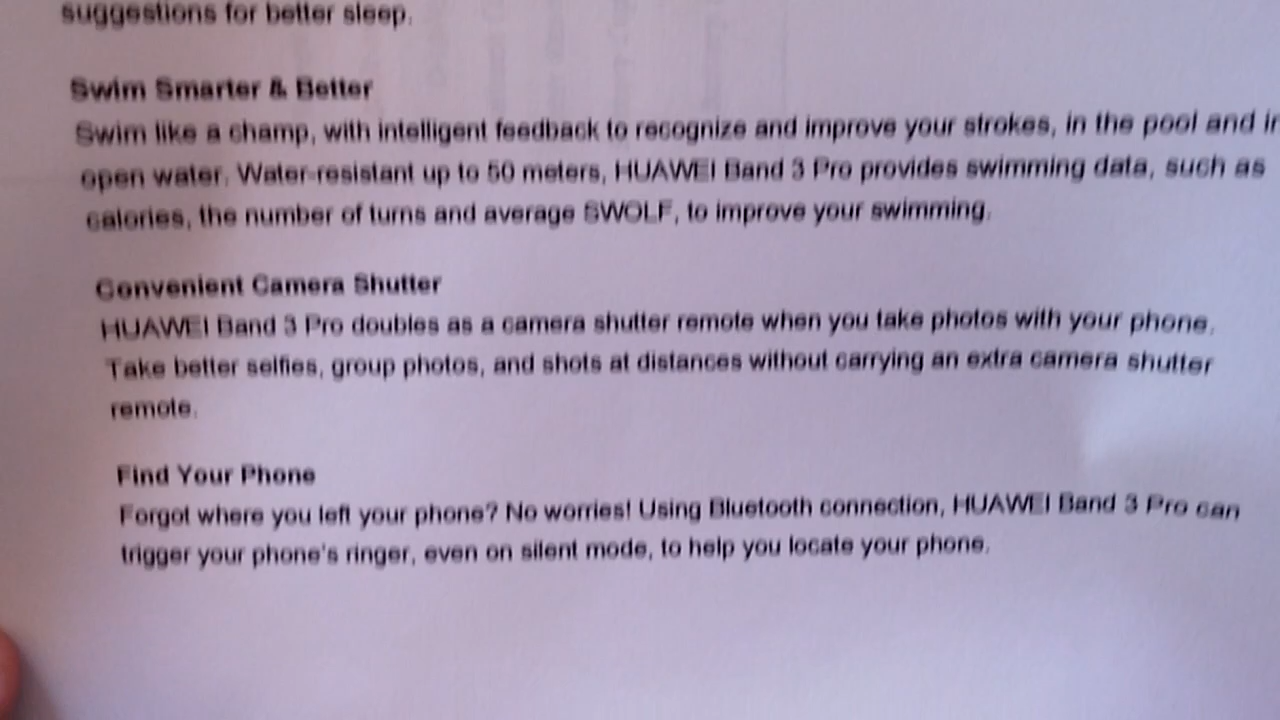 suggestions for better sleep.
Swim Smarter & Better
Swim like a champ, with intelligent feedback to recognize and improve your strokes, in the pool and in
open water. Water-resistant up to 50 meters, HUAWEI Band 3 Pro provides swimming data, such as
calories, the number of turns and average SWOLF, to improve your swimming.
Convenient Camera Shutter
HUAWEI Band 3 Pro doubles as a camera shutter remote when you take photos with your phone.
Take better selfies, group photos, and shots at distances without carrying an extra camera shutter
remote.
Find Your Phone
Forgot where you left your phone? No worries! Using Bluetooth connection, HUAWEI Band 3 Pro can
trigger your phone's ringer, even on silent mode, to help you locate your phone.